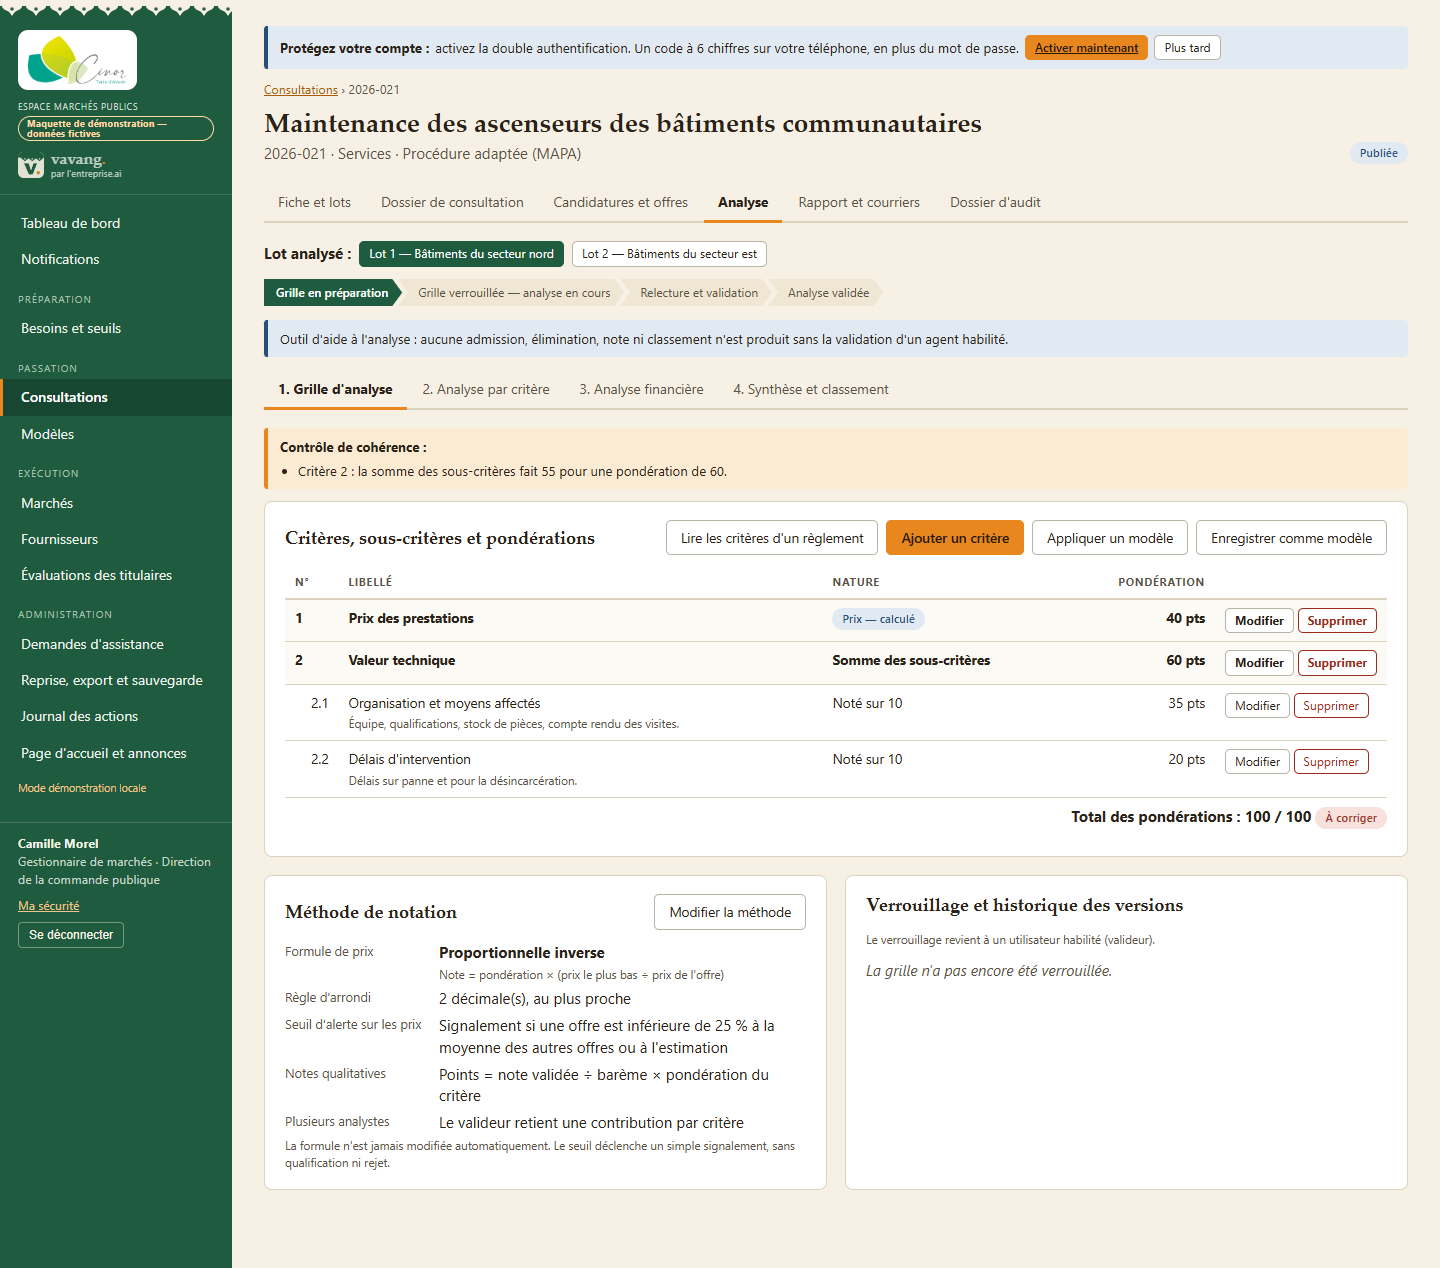 Cinor
Terre d'Avenir
ESPACE MARCHÉS PUBLICS
Maquette de démonstration —
données fictives
vavang.
par l'entreprise.ai
Tableau de bord
Notifications
PRÉPARATION
Besoins et seuils
PASSATION
Consultations
Modèles
EXÉCUTION
Marchés
Fournisseurs
Évaluations des titulaires
ADMINISTRATION
Demandes d'assistance
Reprise, export et sauvegarde
Journal des actions
Page d'accueil et annonces
Mode démonstration locale
Camille Morel
Gestionnaire de marchés · Direction
de la commande publique
Ma sécurité
Se déconnecter
Protégez votre compte : activez la double authentification. Un code à 6 chiffres sur votre téléphone, en plus du mot de passe. Activer maintenant Plus tard
Consultations › 2026-021
Maintenance des ascenseurs des bâtiments communautaires
2026-021 · Services · Procédure adaptée (MAPA) Publiée
Fiche et lots Dossier de consultation Candidatures et offres Analyse Rapport et courriers Dossier d'audit
Lot analysé : Lot 1 — Bâtiments du secteur nord Lot 2 — Bâtiments du secteur est
Grille en préparation Grille verrouillée — analyse en cours Relecture et validation Analyse validée
Outil d'aide à l'analyse : aucune admission, élimination, note ni classement n'est produit sans la validation d'un agent habilité.
1. Grille d'analyse 2. Analyse par critère 3. Analyse financière 4. Synthèse et classement
Contrôle de cohérence :
• Critère 2 : la somme des sous-critères fait 55 pour une pondération de 60.
Critères, sous-critères et pondérations Lire les critères d'un règlement Ajouter un critère Appliquer un modèle Enregistrer comme modèle
N° LIBELLÉ NATURE PONDÉRATION
1 Prix des prestations Prix — calculé 40 pts Modifier Supprimer
2 Valeur technique Somme des sous-critères 60 pts Modifier Supprimer
2.1 Organisation et moyens affectés Noté sur 10 35 pts Modifier Supprimer
Équipe, qualifications, stock de pièces, compte rendu des visites.
2.2 Délais d'intervention Noté sur 10 20 pts Modifier Supprimer
Délais sur panne et pour la désincarcération.
Total des pondérations : 100 / 100 À corriger
Méthode de notation Modifier la méthode
Formule de prix Proportionnelle inverse
Note = pondération × (prix le plus bas ÷ prix de l'offre)
Règle d'arrondi 2 décimale(s), au plus proche
Seuil d'alerte sur les prix Signalement si une offre est inférieure de 25 % à la
moyenne des autres offres ou à l'estimation
Notes qualitatives Points = note validée ÷ barème × pondération du
critère
Plusieurs analystes Le valideur retient une contribution par critère
La formule n'est jamais modifiée automatiquement. Le seuil déclenche un simple signalement, sans
qualification ni rejet.
Verrouillage et historique des versions
Le verrouillage revient à un utilisateur habilité (valideur).
La grille n'a pas encore été verrouillée.